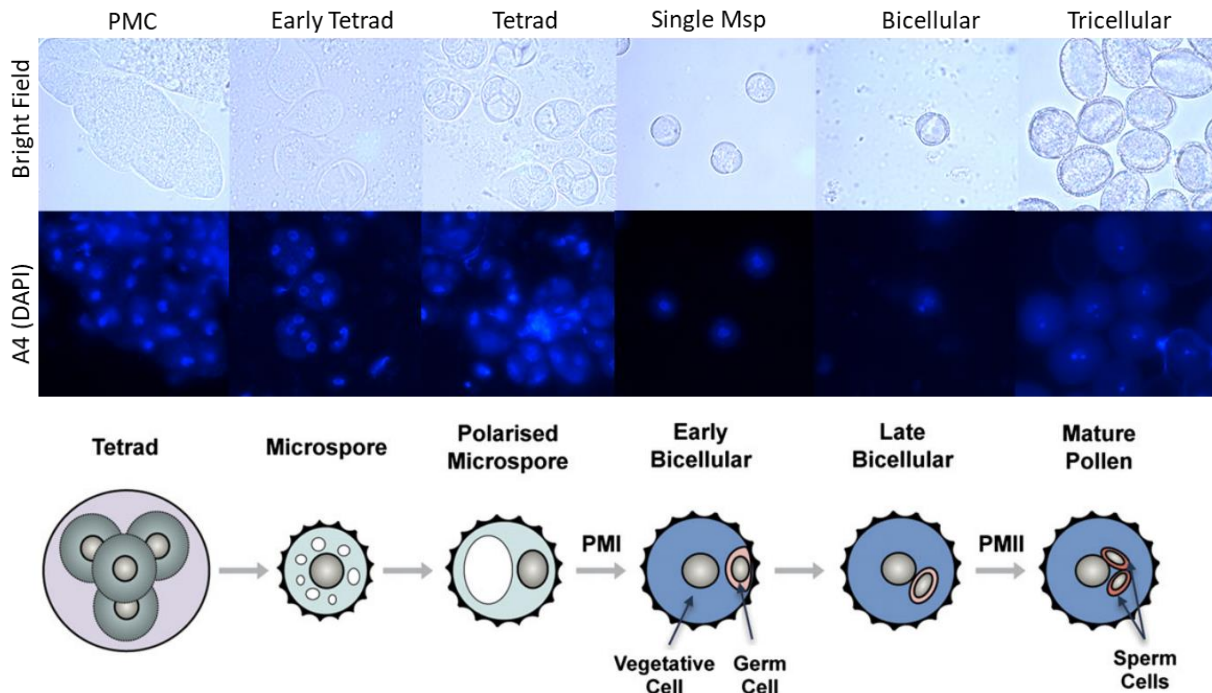 PMC Early Tetrad Tetrad Single Msp Bicellular Tricellular
Bright Field
A4 (DAPI)
Tetrad
Microspore
Polarised
Microspore
Early
Bicellular
Late
Bicellular
Mature
Pollen
PMI
PMII
Vegetative
Cell
Germ
Cell
Sperm
Cells